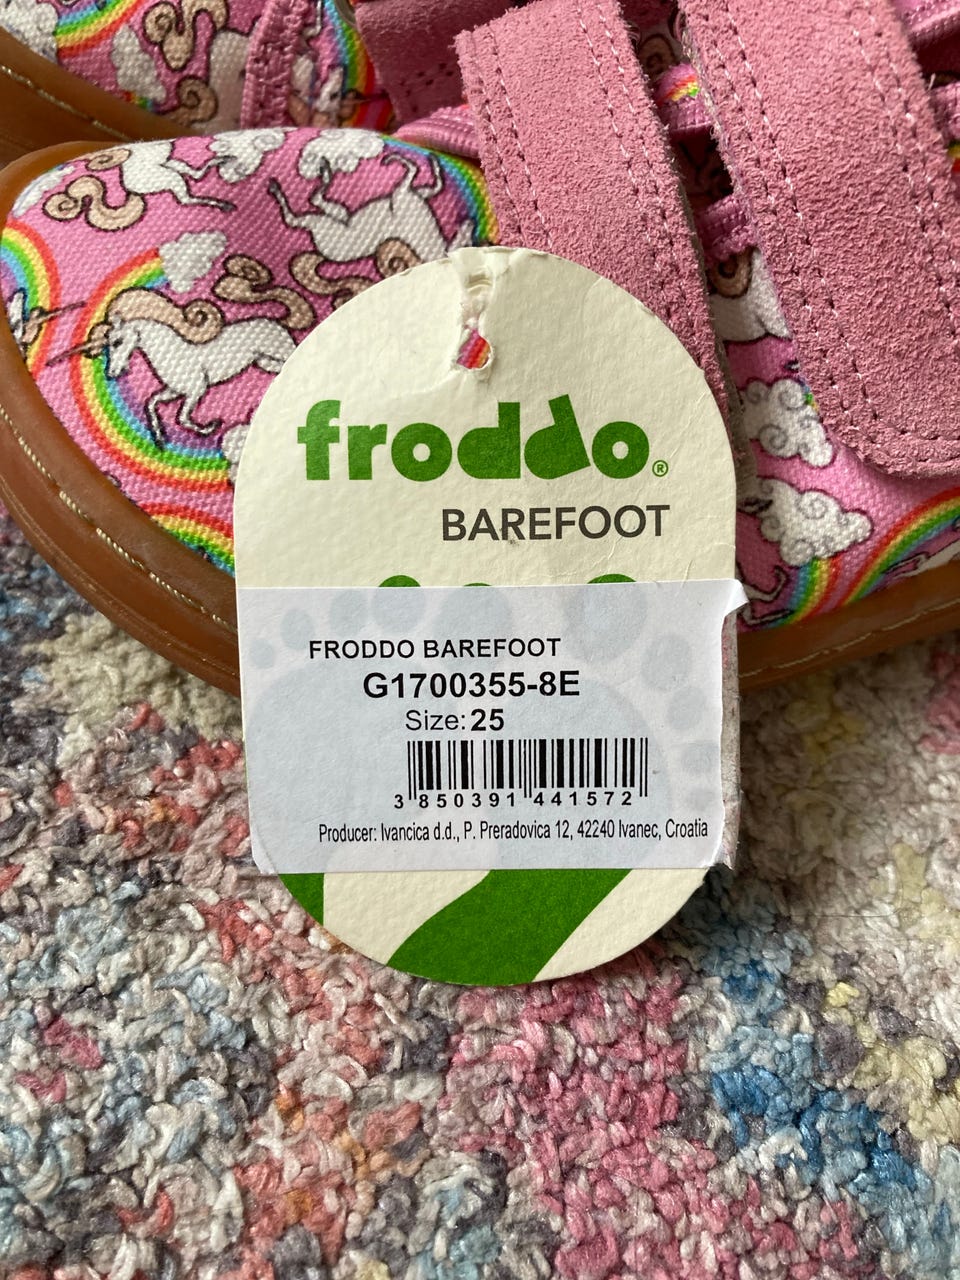 froddo®
BAREFOOT
FRODDO BAREFOOT
G1700355-8E
Size: 25
3 850391 441572
Producer: Ivancica d.d., P. Preradovica 12, 42240 Ivanec, Croatia